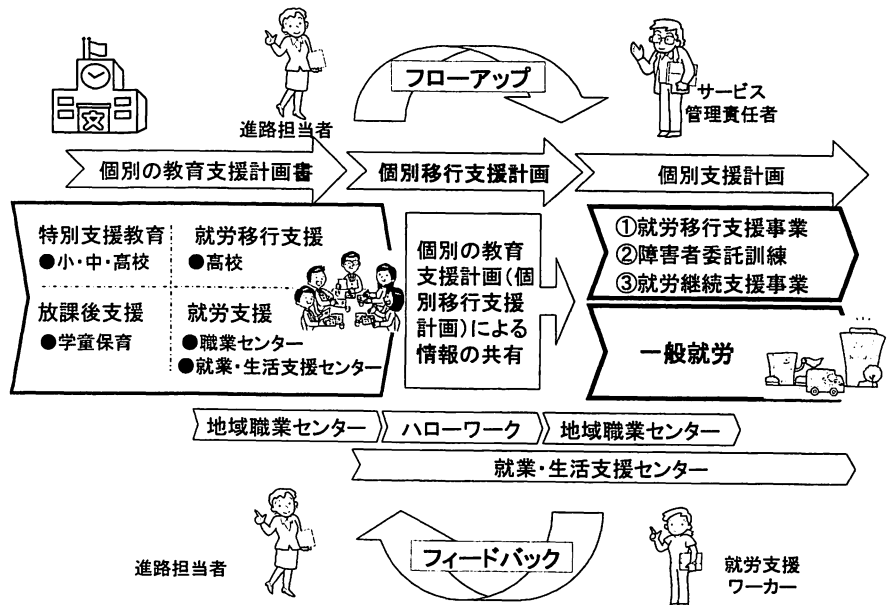 フローアップ
進路担当者
サービス
管理責任者
個別の教育支援計画書
個別移行支援計画
個別支援計画
特別支援教育
●小・中・高校
就労移行支援
●高校
放課後支援
●学童保育
就労支援
●職業センター
●就業・生活支援センター
個別の教育
支援計画(個
別移行支援
計画)による
情報の共有
①就労移行支援事業
②障害者委託訓練
③就労継続支援事業
一般就労
地域職業センター
ハローワーク
地域職業センター
就業・生活支援センター
進路担当者
フィードバック
就労支援
ワーカー
文